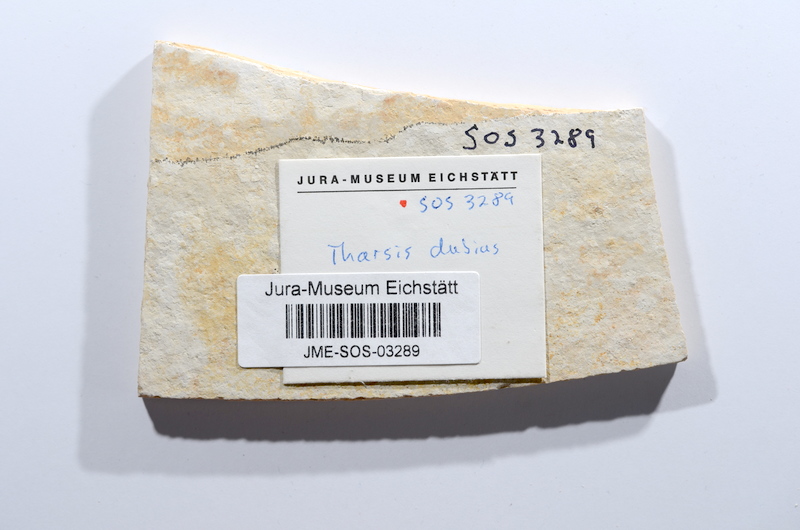 SOS 3289
JURA-MUSEUM EICHSTÄTT
SOS 3289
Tharsis dubius
Jura-Museum Eichstätt
JME-SOS-03289